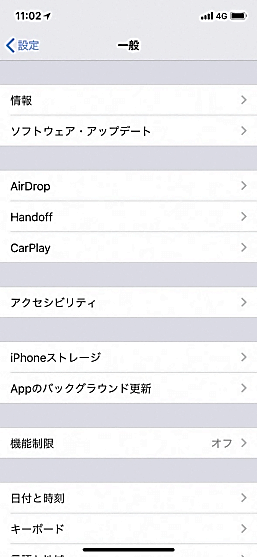 11:02 4G
設定 一般
情報
ソフトウェア・アップデート
AirDrop
Handoff
CarPlay
アクセシビリティ
iPhoneストレージ
Appのバックグラウンド更新
機能制限 オフ
日付と時刻
キーボード